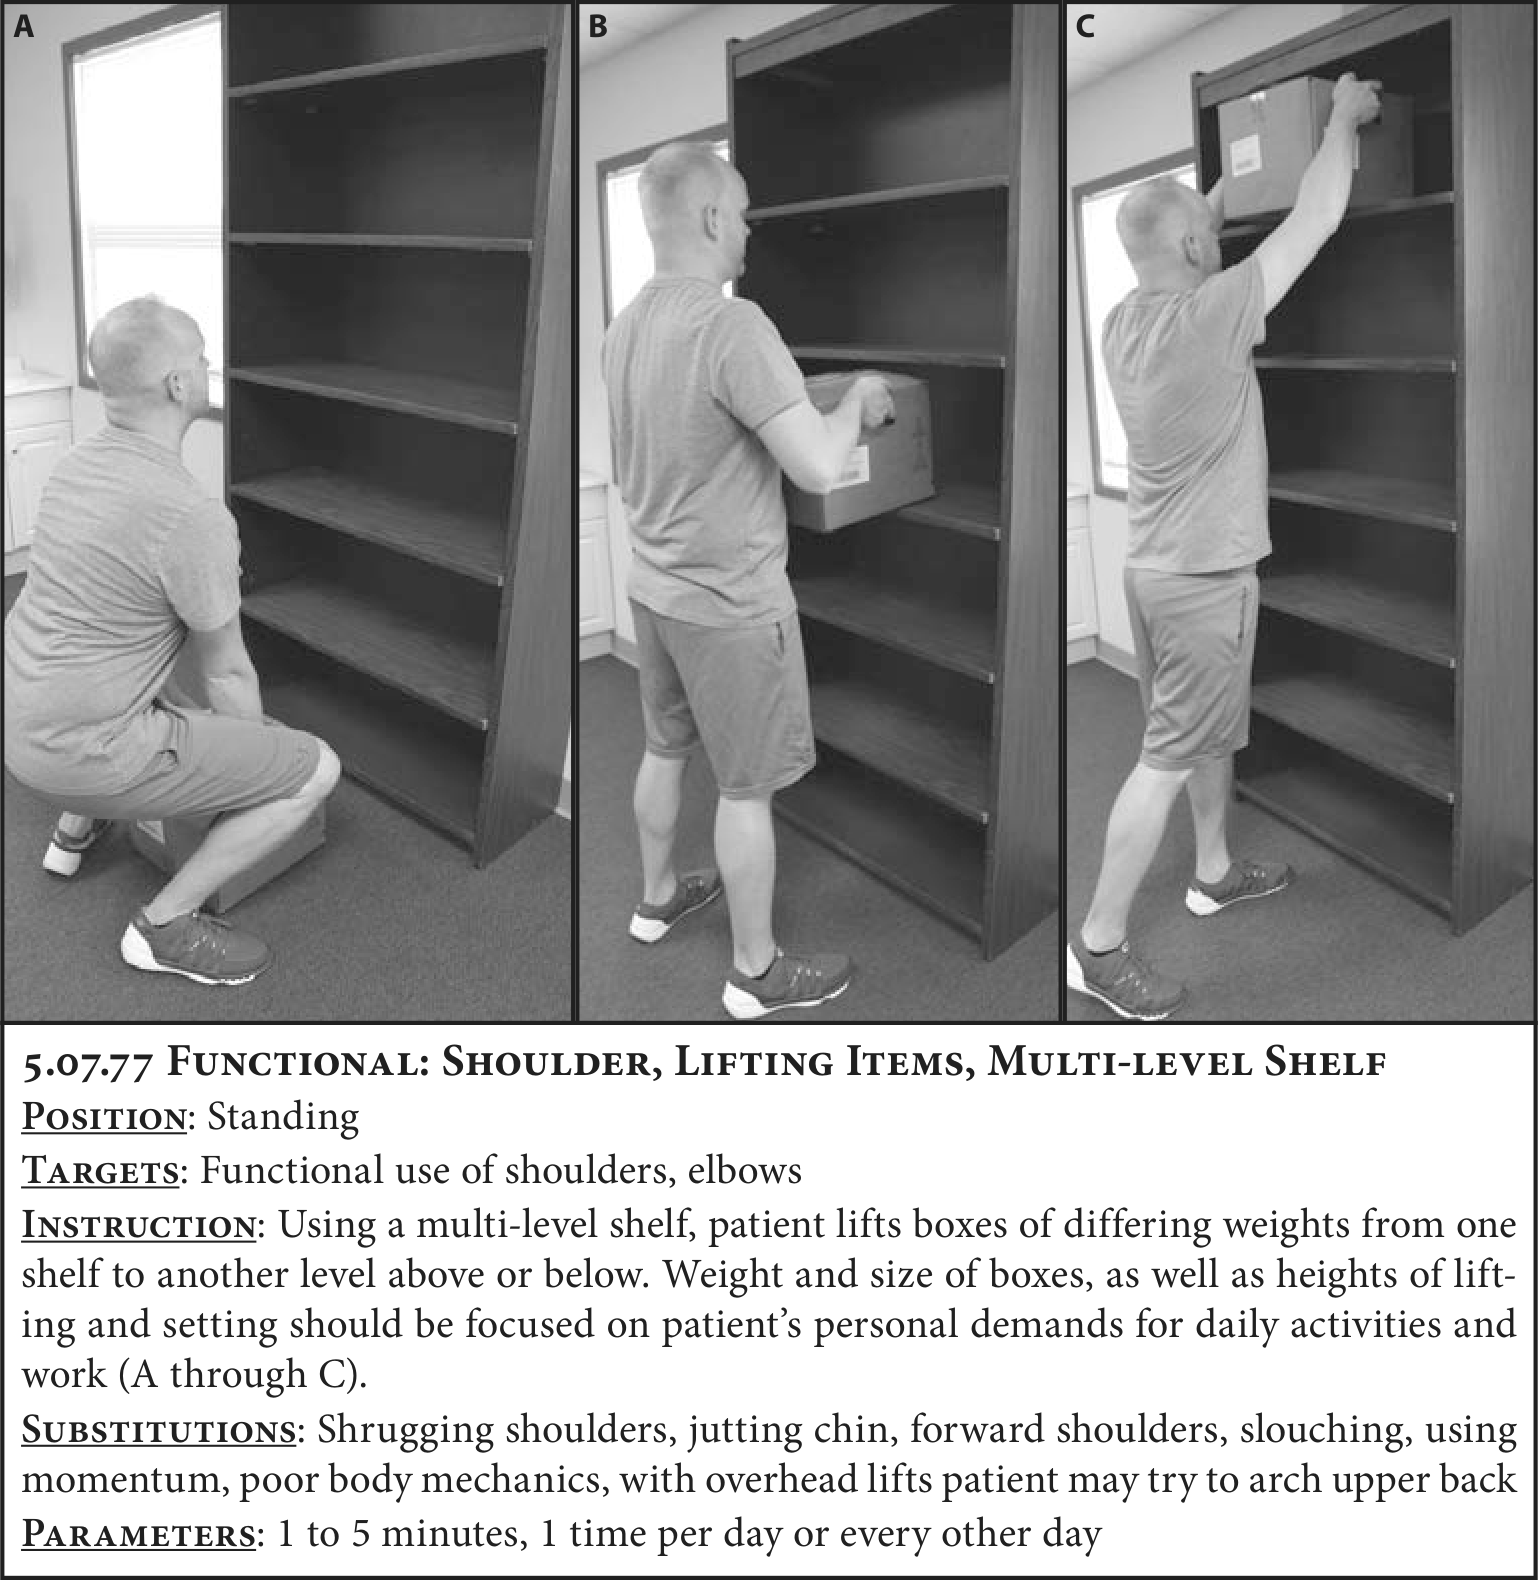 A
B
C
5.07.77 Functional: Shoulder, Lifting Items, Multi-level Shelf
Position: Standing
Targets: Functional use of shoulders, elbows
Instruction: Using a multi-level shelf, patient lifts boxes of differing weights from one
shelf to another level above or below. Weight and size of boxes, as well as heights of lift-
ing and setting should be focused on patient’s personal demands for daily activities and
work (A through C).
Substitutions: Shrugging shoulders, jutting chin, forward shoulders, slouching, using
momentum, poor body mechanics, with overhead lifts patient may try to arch upper back
Parameters: 1 to 5 minutes, 1 time per day or every other day